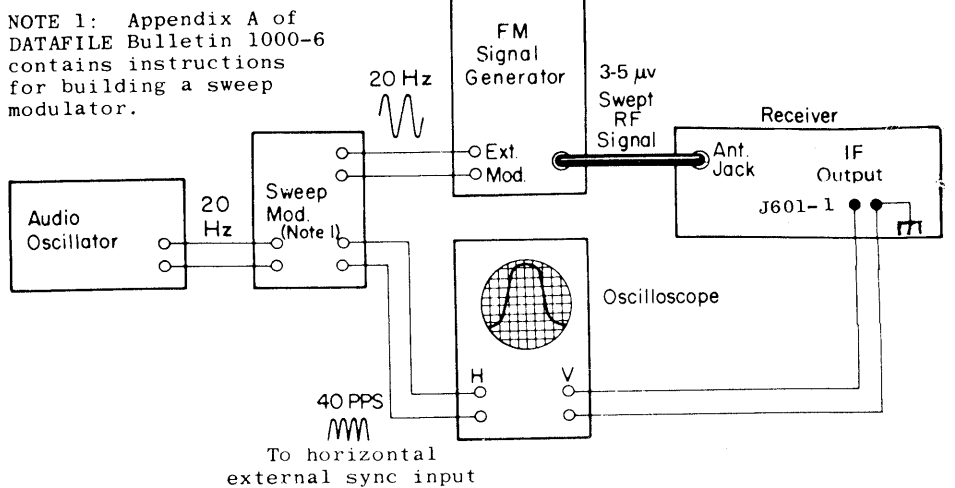 NOTE 1: Appendix A of
DATAFILE Bulletin 1000-6
contains instructions
for building a sweep
modulator.
FM
Signal
Generator
20 Hz
3-5 μv
Swept
RF
Signal
Receiver
Ext.
Mod.
Ant.
Jack
IF
Output
J601-1
Audio
Oscillator
20
Hz
Sweep
Mod.
(Note 1)
Oscilloscope
H
V
40 PPS
To horizontal
external sync input